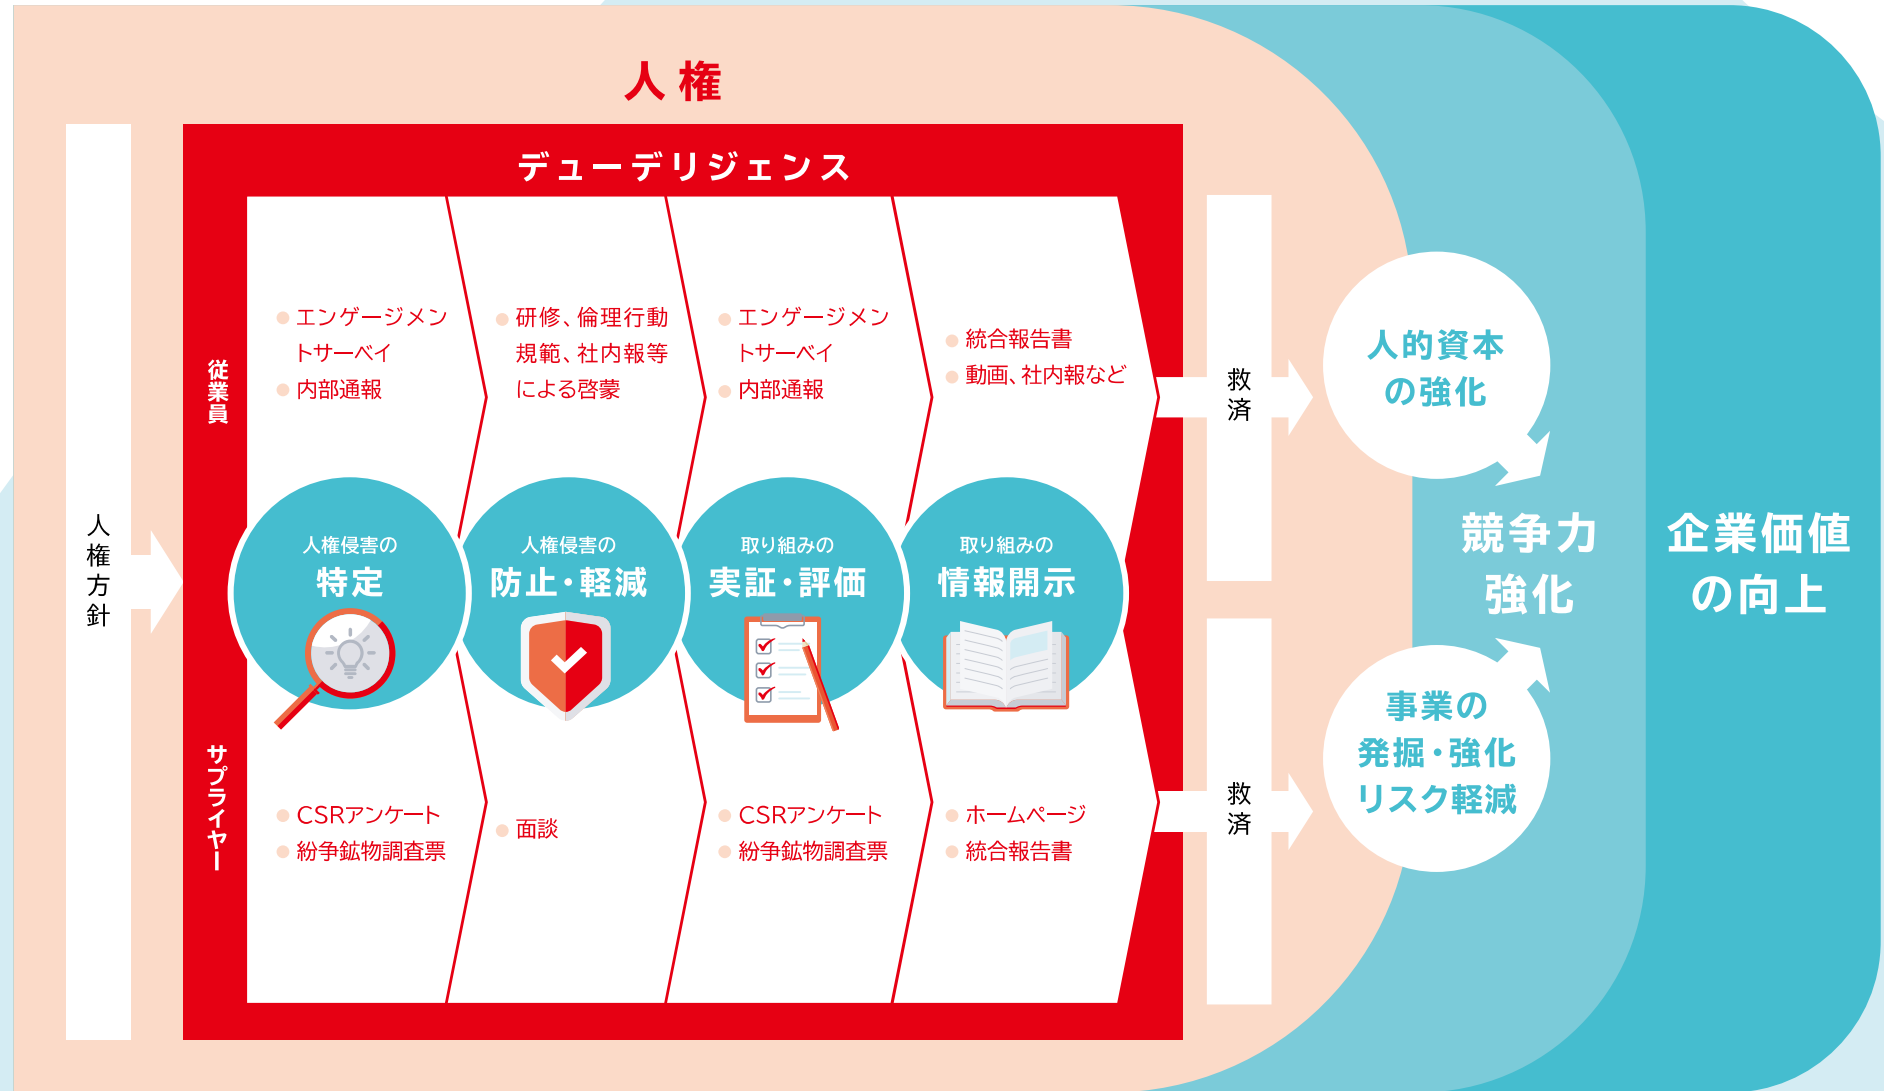 人権
デューデリジェンス
人権方針
従業員
エンゲージメン
トサーベイ
内部通報
研修、倫理行動
規範、社内報等
による啓蒙
エンゲージメン
トサーベイ
内部通報
統合報告書
動画、社内報など
人権侵害の
特定
人権侵害の
防止・軽減
取り組みの
実証・評価
取り組みの
情報開示
サプライヤー
CSRアンケート
紛争鉱物調査票
面談
CSRアンケート
紛争鉱物調査票
ホームページ
統合報告書
救済
救済
人的資本
の強化
競争力
強化
事業の
発掘・強化
リスク軽減
企業価値
の向上